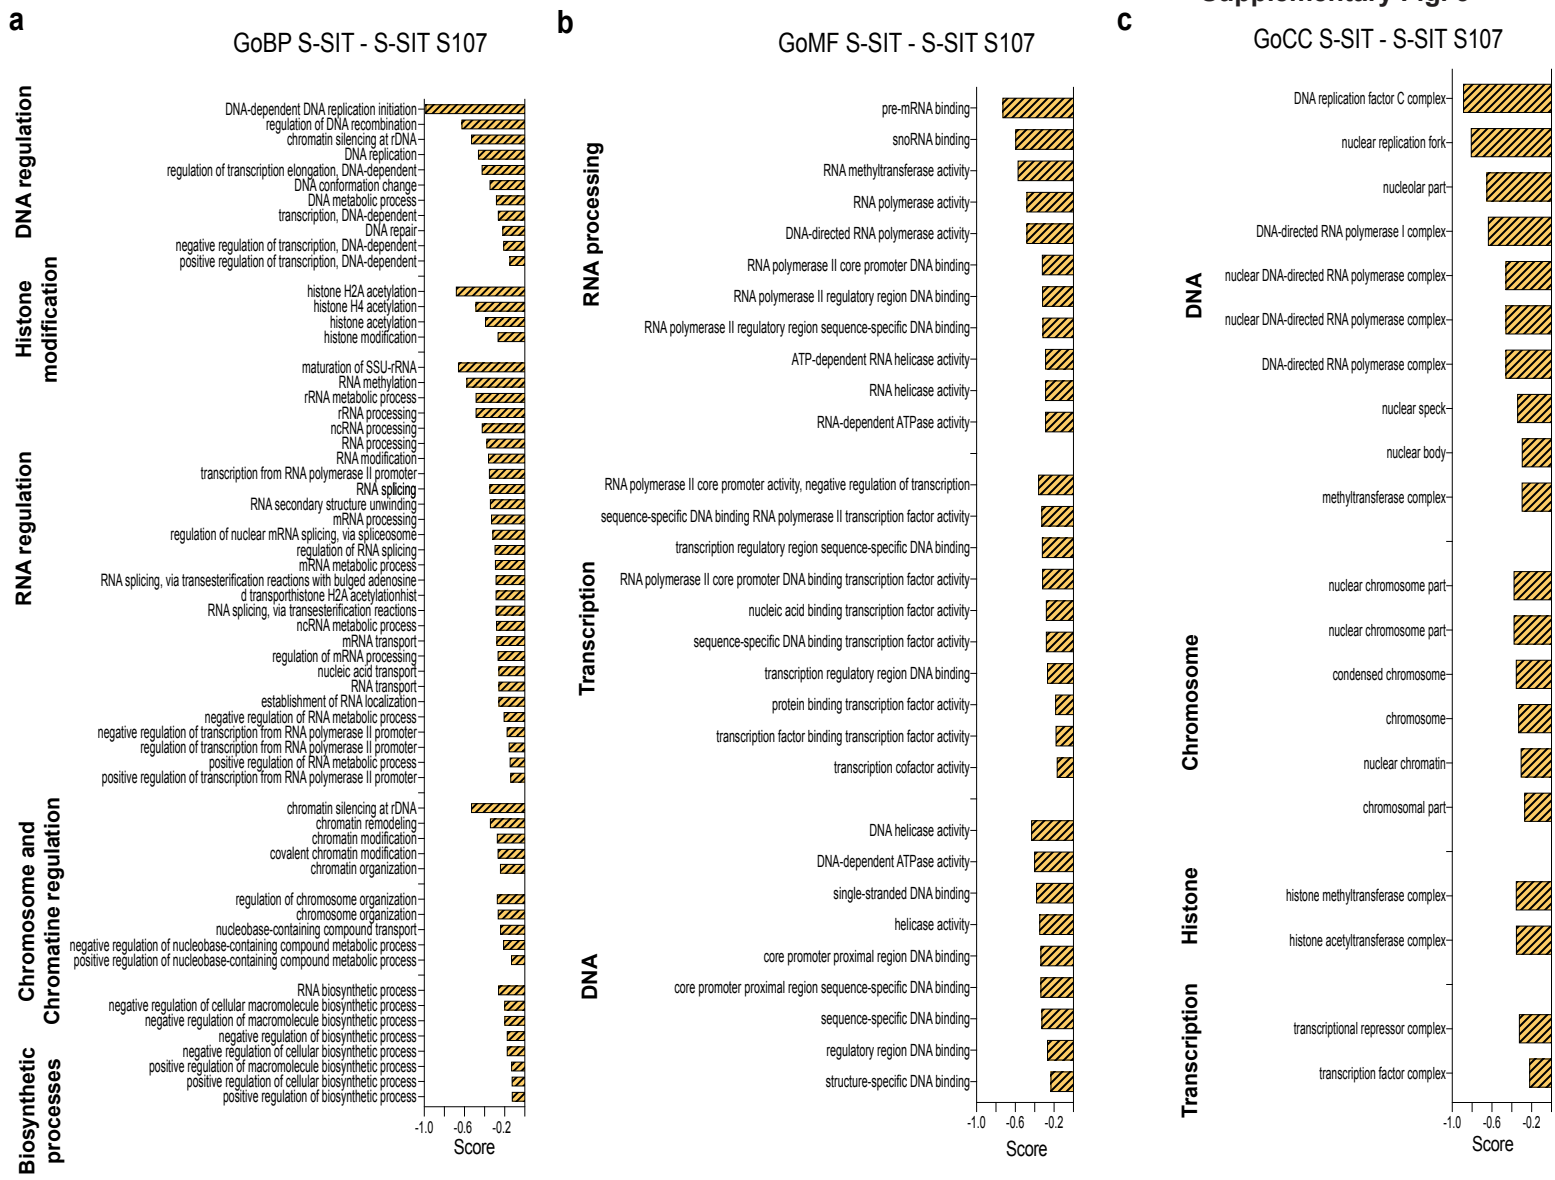 Supplementary Fig.
a
GoBP S-SIT - S-SIT S107
DNA regulation
DNA-dependent DNA replication initiation
regulation of DNA recombination
chromatin silencing at rDNA
DNA replication
regulation of transcription elongation, DNA-dependent
DNA conformation change
DNA metabolic process
transcription, DNA-dependent
DNA repair
negative regulation of transcription, DNA-dependent
positive regulation of transcription, DNA-dependent
Histone
modification
histone H2A acetylation
histone H4 acetylation
histone acetylation
histone modification
RNA regulation
maturation of SSU-rRNA
RNA methylation
rRNA metabolic process
rRNA processing
ncRNA processing
RNA processing
RNA modification
transcription from RNA polymerase II promoter
RNA splicing
RNA secondary structure unwinding
mRNA processing
regulation of nuclear mRNA splicing, via spliceosome
regulation of RNA splicing
mRNA metabolic process
RNA splicing, via transesterification reactions with bulged adenosine
d transporthistone H2A acetylationhist
RNA splicing, via transesterification reactions
ncRNA metabolic process
mRNA transport
regulation of mRNA processing
nucleic acid transport
RNA transport
establishment of RNA localization
negative regulation of RNA metabolic process
negative regulation of transcription from RNA polymerase II promoter
regulation of transcription from RNA polymerase II promoter
positive regulation of RNA metabolic process
positive regulation of transcription from RNA polymerase II promoter
Chromosome and
Chromatine regulation
chromatin silencing at rDNA
chromatin remodeling
chromatin modification
covalent chromatin modification
chromatin organization
regulation of chromosome organization
chromosome organization
nucleobase-containing compound transport
negative regulation of nucleobase-containing compound metabolic process
positive regulation of nucleobase-containing compound metabolic process
Biosynthetic
processes
RNA biosynthetic process
negative regulation of cellular macromolecule biosynthetic process
negative regulation of macromolecule biosynthetic process
negative regulation of biosynthetic process
negative regulation of cellular biosynthetic process
positive regulation of macromolecule biosynthetic process
positive regulation of cellular biosynthetic process
positive regulation of biosynthetic process
-1.0 -0.6 -0.2
Score
b
GoMF S-SIT - S-SIT S107
RNA processing
pre-mRNA binding
snoRNA binding
RNA methyltransferase activity
RNA polymerase activity
DNA-directed RNA polymerase activity
RNA polymerase II core promoter DNA binding
RNA polymerase II regulatory region DNA binding
RNA polymerase II regulatory region sequence-specific DNA binding
ATP-dependent RNA helicase activity
RNA helicase activity
RNA-dependent ATPase activity
Transcription
RNA polymerase II core promoter activity, negative regulation of transcription
sequence-specific DNA binding RNA polymerase II transcription factor activity
transcription regulatory region sequence-specific DNA binding
RNA polymerase II core promoter DNA binding transcription factor activity
nucleic acid binding transcription factor activity
sequence-specific DNA binding transcription factor activity
transcription regulatory region DNA binding
protein binding transcription factor activity
transcription factor binding transcription factor activity
transcription cofactor activity
DNA
DNA helicase activity
DNA-dependent ATPase activity
single-stranded DNA binding
helicase activity
core promoter proximal region DNA binding
core promoter proximal region sequence-specific DNA binding
sequence-specific DNA binding
regulatory region DNA binding
structure-specific DNA binding
-1.0 -0.6 -0.2
Score
c
GoCC S-SIT - S-SIT S107
DNA
DNA replication factor C complex
nuclear replication fork
nucleolar part
DNA-directed RNA polymerase I complex
nuclear DNA-directed RNA polymerase complex
nuclear DNA-directed RNA polymerase complex
DNA-directed RNA polymerase complex
nuclear speck
nuclear body
methyltransferase complex
Chromosome
nuclear chromosome part
nuclear chromosome part
condensed chromosome
chromosome
nuclear chromatin
chromosomal part
Histone
histone methyltransferase complex
histone acetyltransferase complex
Transcription
transcriptional repressor complex
transcription factor complex
-1.0 -0.6 -0.2
Score